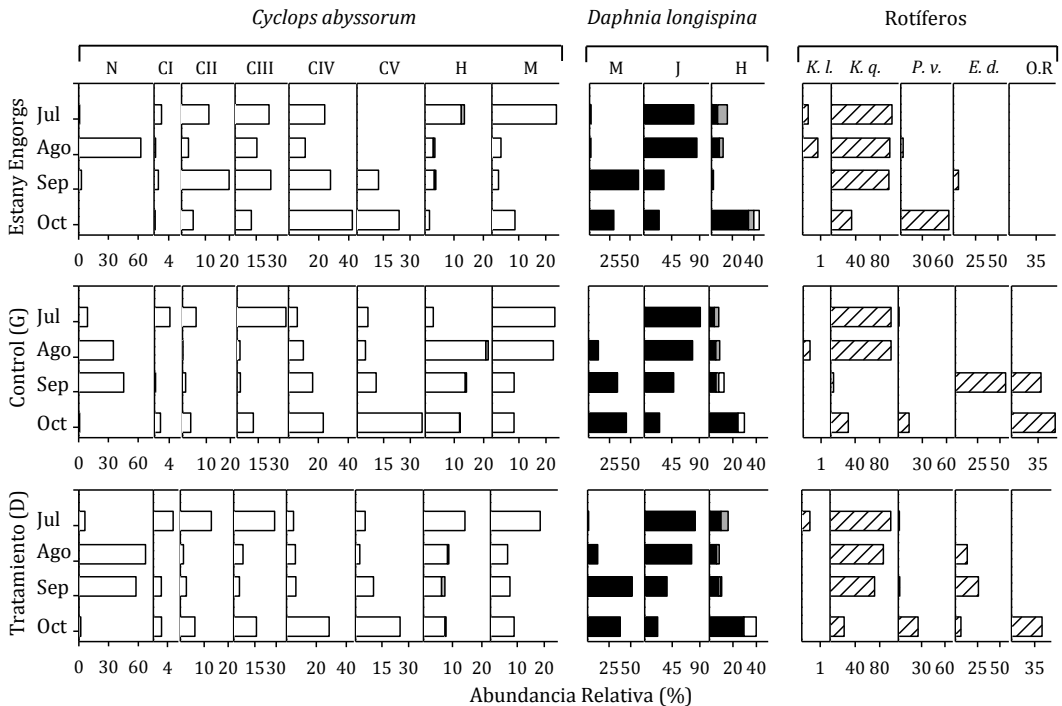 Cyclops abyssorum Daphnia longispina Rotíferos
N CI CII CIII CIV CV H M M J H K. l. K. q. P. v. E. d. O.R
Estany Engorgs
Jul
Ago
Sep
Oct
0 30 60 4 10 20 15 30 20 40 15 30 10 20 10 20 25 50 45 90 20 40 1 40 80 30 60 25 50 35
Control (G)
Jul
Ago
Sep
Oct
0 30 60 4 10 20 15 30 20 40 15 30 10 20 10 20 25 50 45 90 20 40 1 40 80 30 60 25 50 35
Tratamiento (D)
Jul
Ago
Sep
Oct
0 30 60 4 10 20 15 30 20 40 15 30 10 20 10 20 25 50 45 90 20 40 1 40 80 30 60 25 50 35
Abundancia Relativa (%)